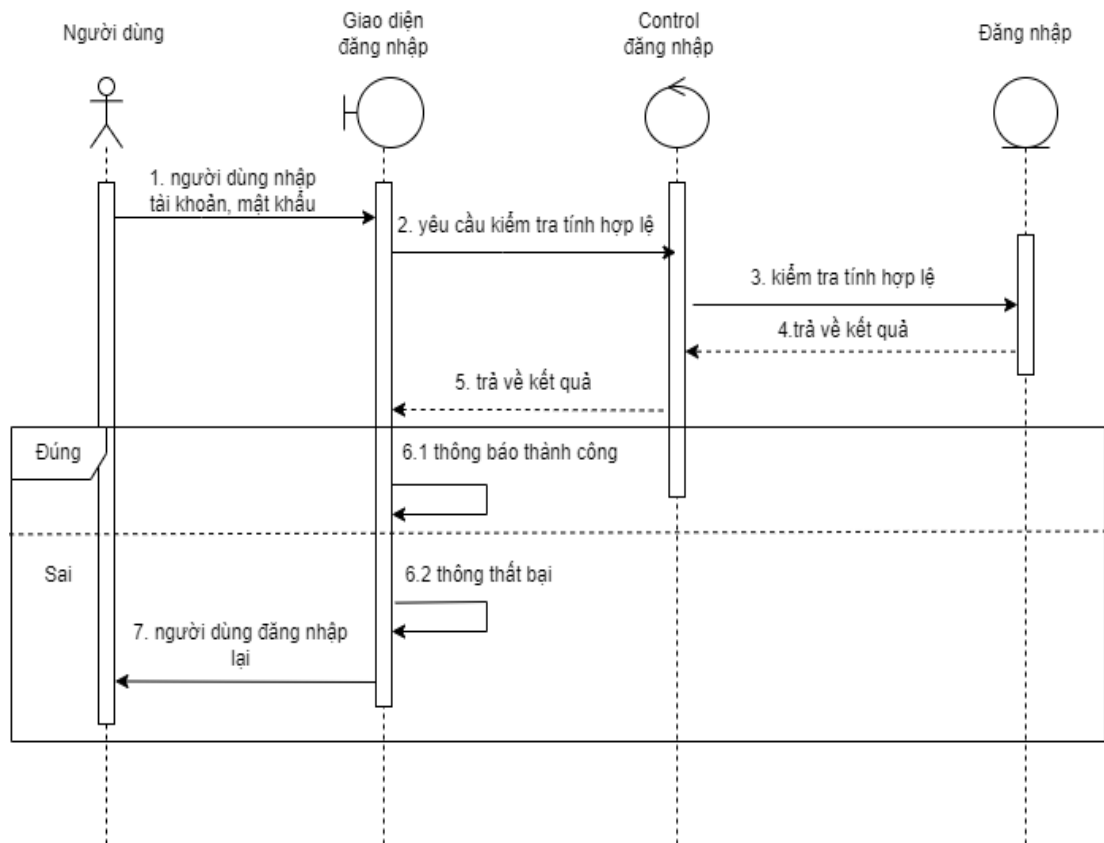 Người dùng
Giao diện
đăng nhập
Control
đăng nhập
Đăng nhập
1. người dùng nhập
tài khoản, mật khẩu
2. yêu cầu kiểm tra tính hợp lệ
3. kiểm tra tính hợp lệ
4.trả về kết quả
5. trả về kết quả
Đúng
6.1 thông báo thành công
Sai
6.2 thông thất bại
7. người dùng đăng nhập
lại